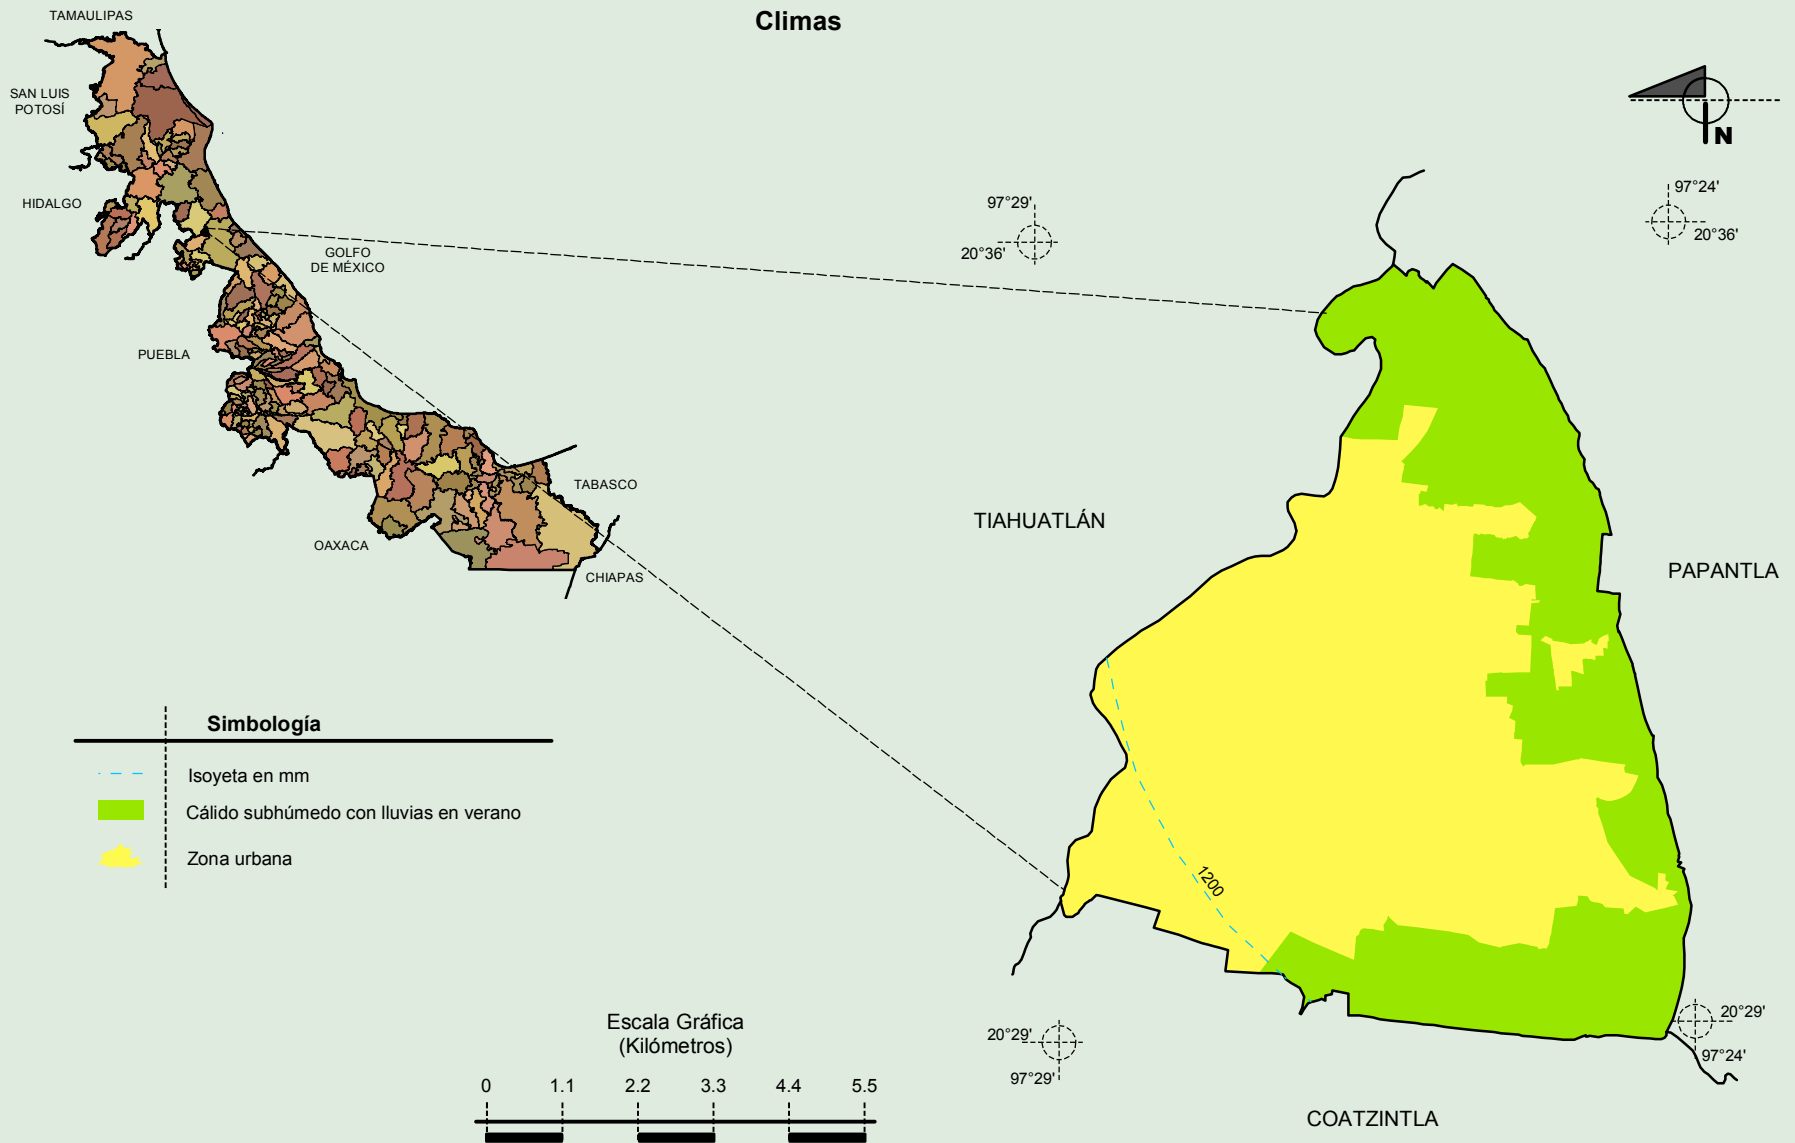 Climas
TAMAULIPAS
SAN LUIS
POTOSÍ
HIDALGO
GOLFO
DE MÉXICO
PUEBLA
TABASCO
OAXACA
CHIAPAS
N
97°29'
20°36'
97°24'
20°36'
TIAHUATLÁN
PAPANTLA
1200
20°29'
97°29'
20°29'
97°24'
COATZINTLA
Simbología
Isoyeta en mm
Cálido subhúmedo con lluvias en verano
Zona urbana
Escala Gráfica
(Kilómetros)
0 1.1 2.2 3.3 4.4 5.5